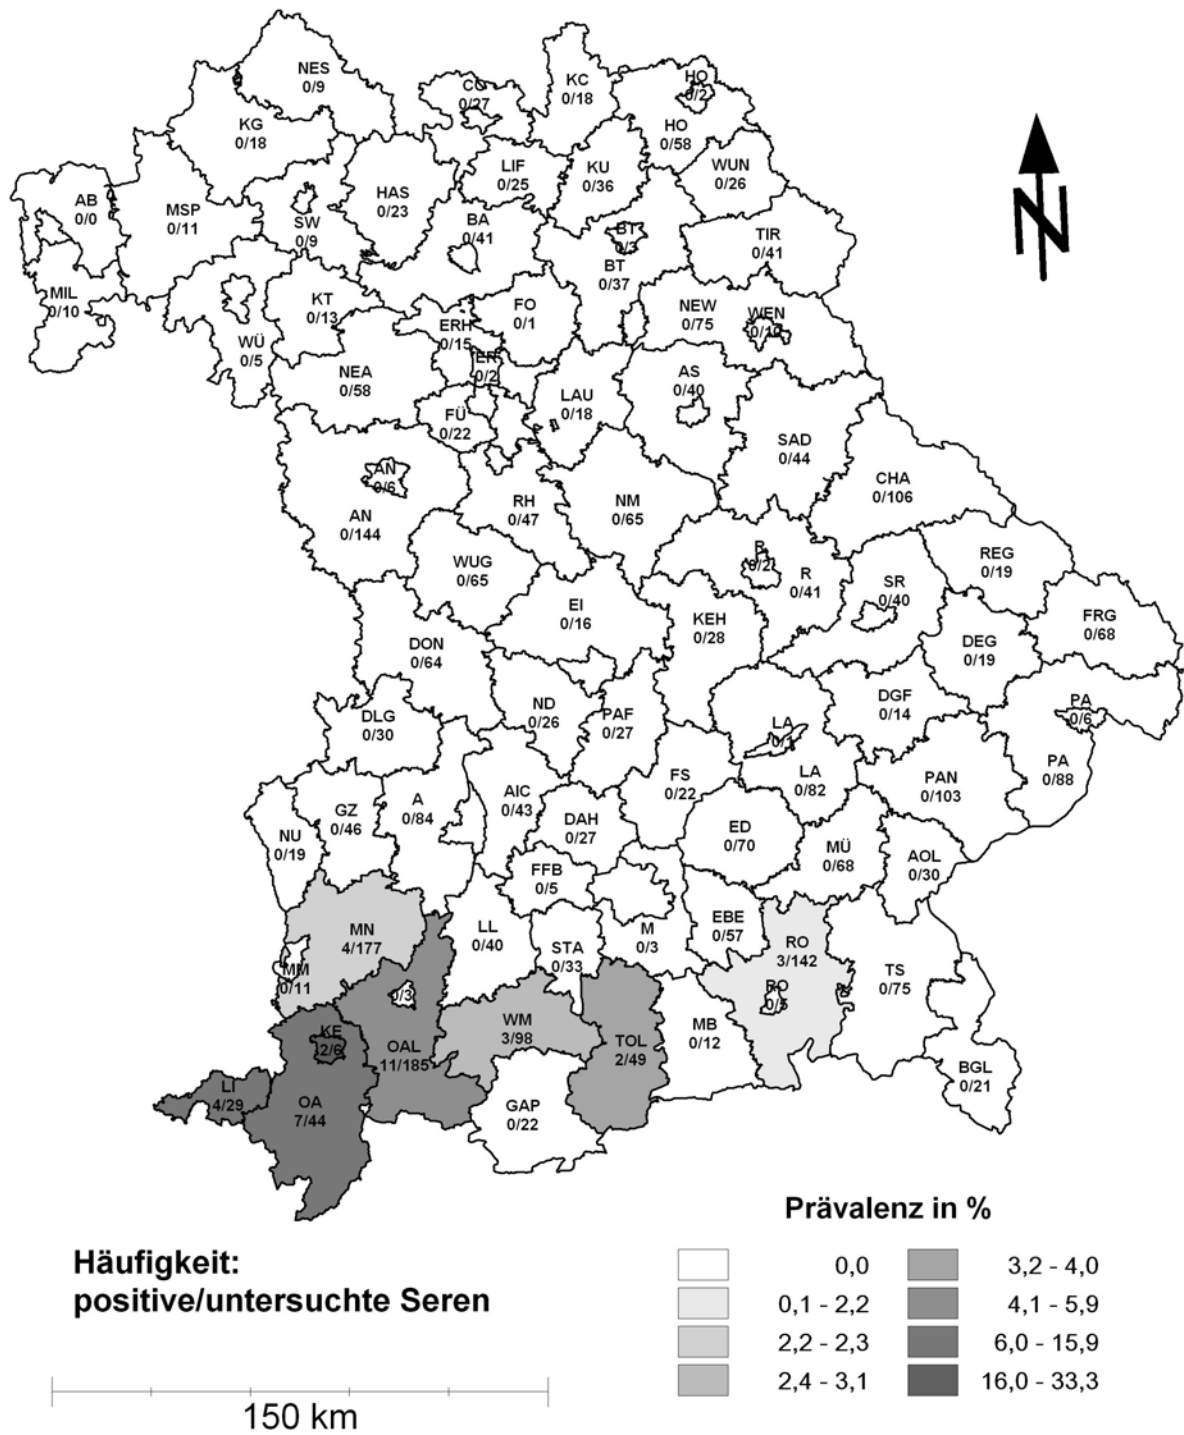 NES
0/9
CO
0/27
KC
0/18
HO
0/2
KG
0/18
HO
0/58
LIF
0/25
KU
0/36
WUN
0/26
AB
0/0
MSP
0/11
SW
0/9
HAS
0/23
BA
0/41
BT
0/3
TIR
0/41
BT
0/37
MIL
0/10
KT
0/13
FO
0/1
NEW
0/75
WEN
0/10
WÜ
0/5
ERH
0/15
ER
0/2
NEA
0/58
AS
0/40
LAU
0/18
FÜ
0/22
SAD
0/44
AN
0/6
CHA
0/106
AN
0/144
RH
0/47
NM
0/65
R
0/2
R
0/41
WUG
0/65
REG
0/19
SR
0/40
EI
0/16
KEH
0/28
FRG
0/68
DON
0/64
DEG
0/19
ND
0/26
PAF
0/27
DGF
0/14
PA
0/6
DLG
0/30
LA
0/1
PA
0/88
GZ
0/46
A
0/84
AIC
0/43
FS
0/22
LA
0/82
PAN
0/103
NU
0/19
DAH
0/27
ED
0/70
MÜ
0/68
AOL
0/30
FFB
0/5
MN
4/177
LL
0/40
STA
0/33
M
0/3
EBE
0/57
RO
3/142
MM
0/11
0/3
RO
0/5
TS
0/75
KE
2/6
OAL
11/185
WM
3/98
TOL
2/49
MB
0/12
BGL
0/21
LI
4/29
OA
7/44
GAP
0/22
Prävalenz in %
Häufigkeit:
positive/untersuchte Seren
0,0
0,1 - 2,2
2,2 - 2,3
2,4 - 3,1
3,2 - 4,0
4,1 - 5,9
6,0 - 15,9
16,0 - 33,3
150 km
N